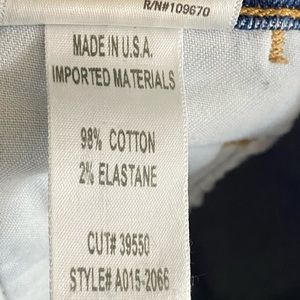 R/N#109670
MADE IN U.S.A.
IMPORTED MATERIALS
98% COTTON
2% ELASTANE
CUT# 39550
STYLE# A015-2066